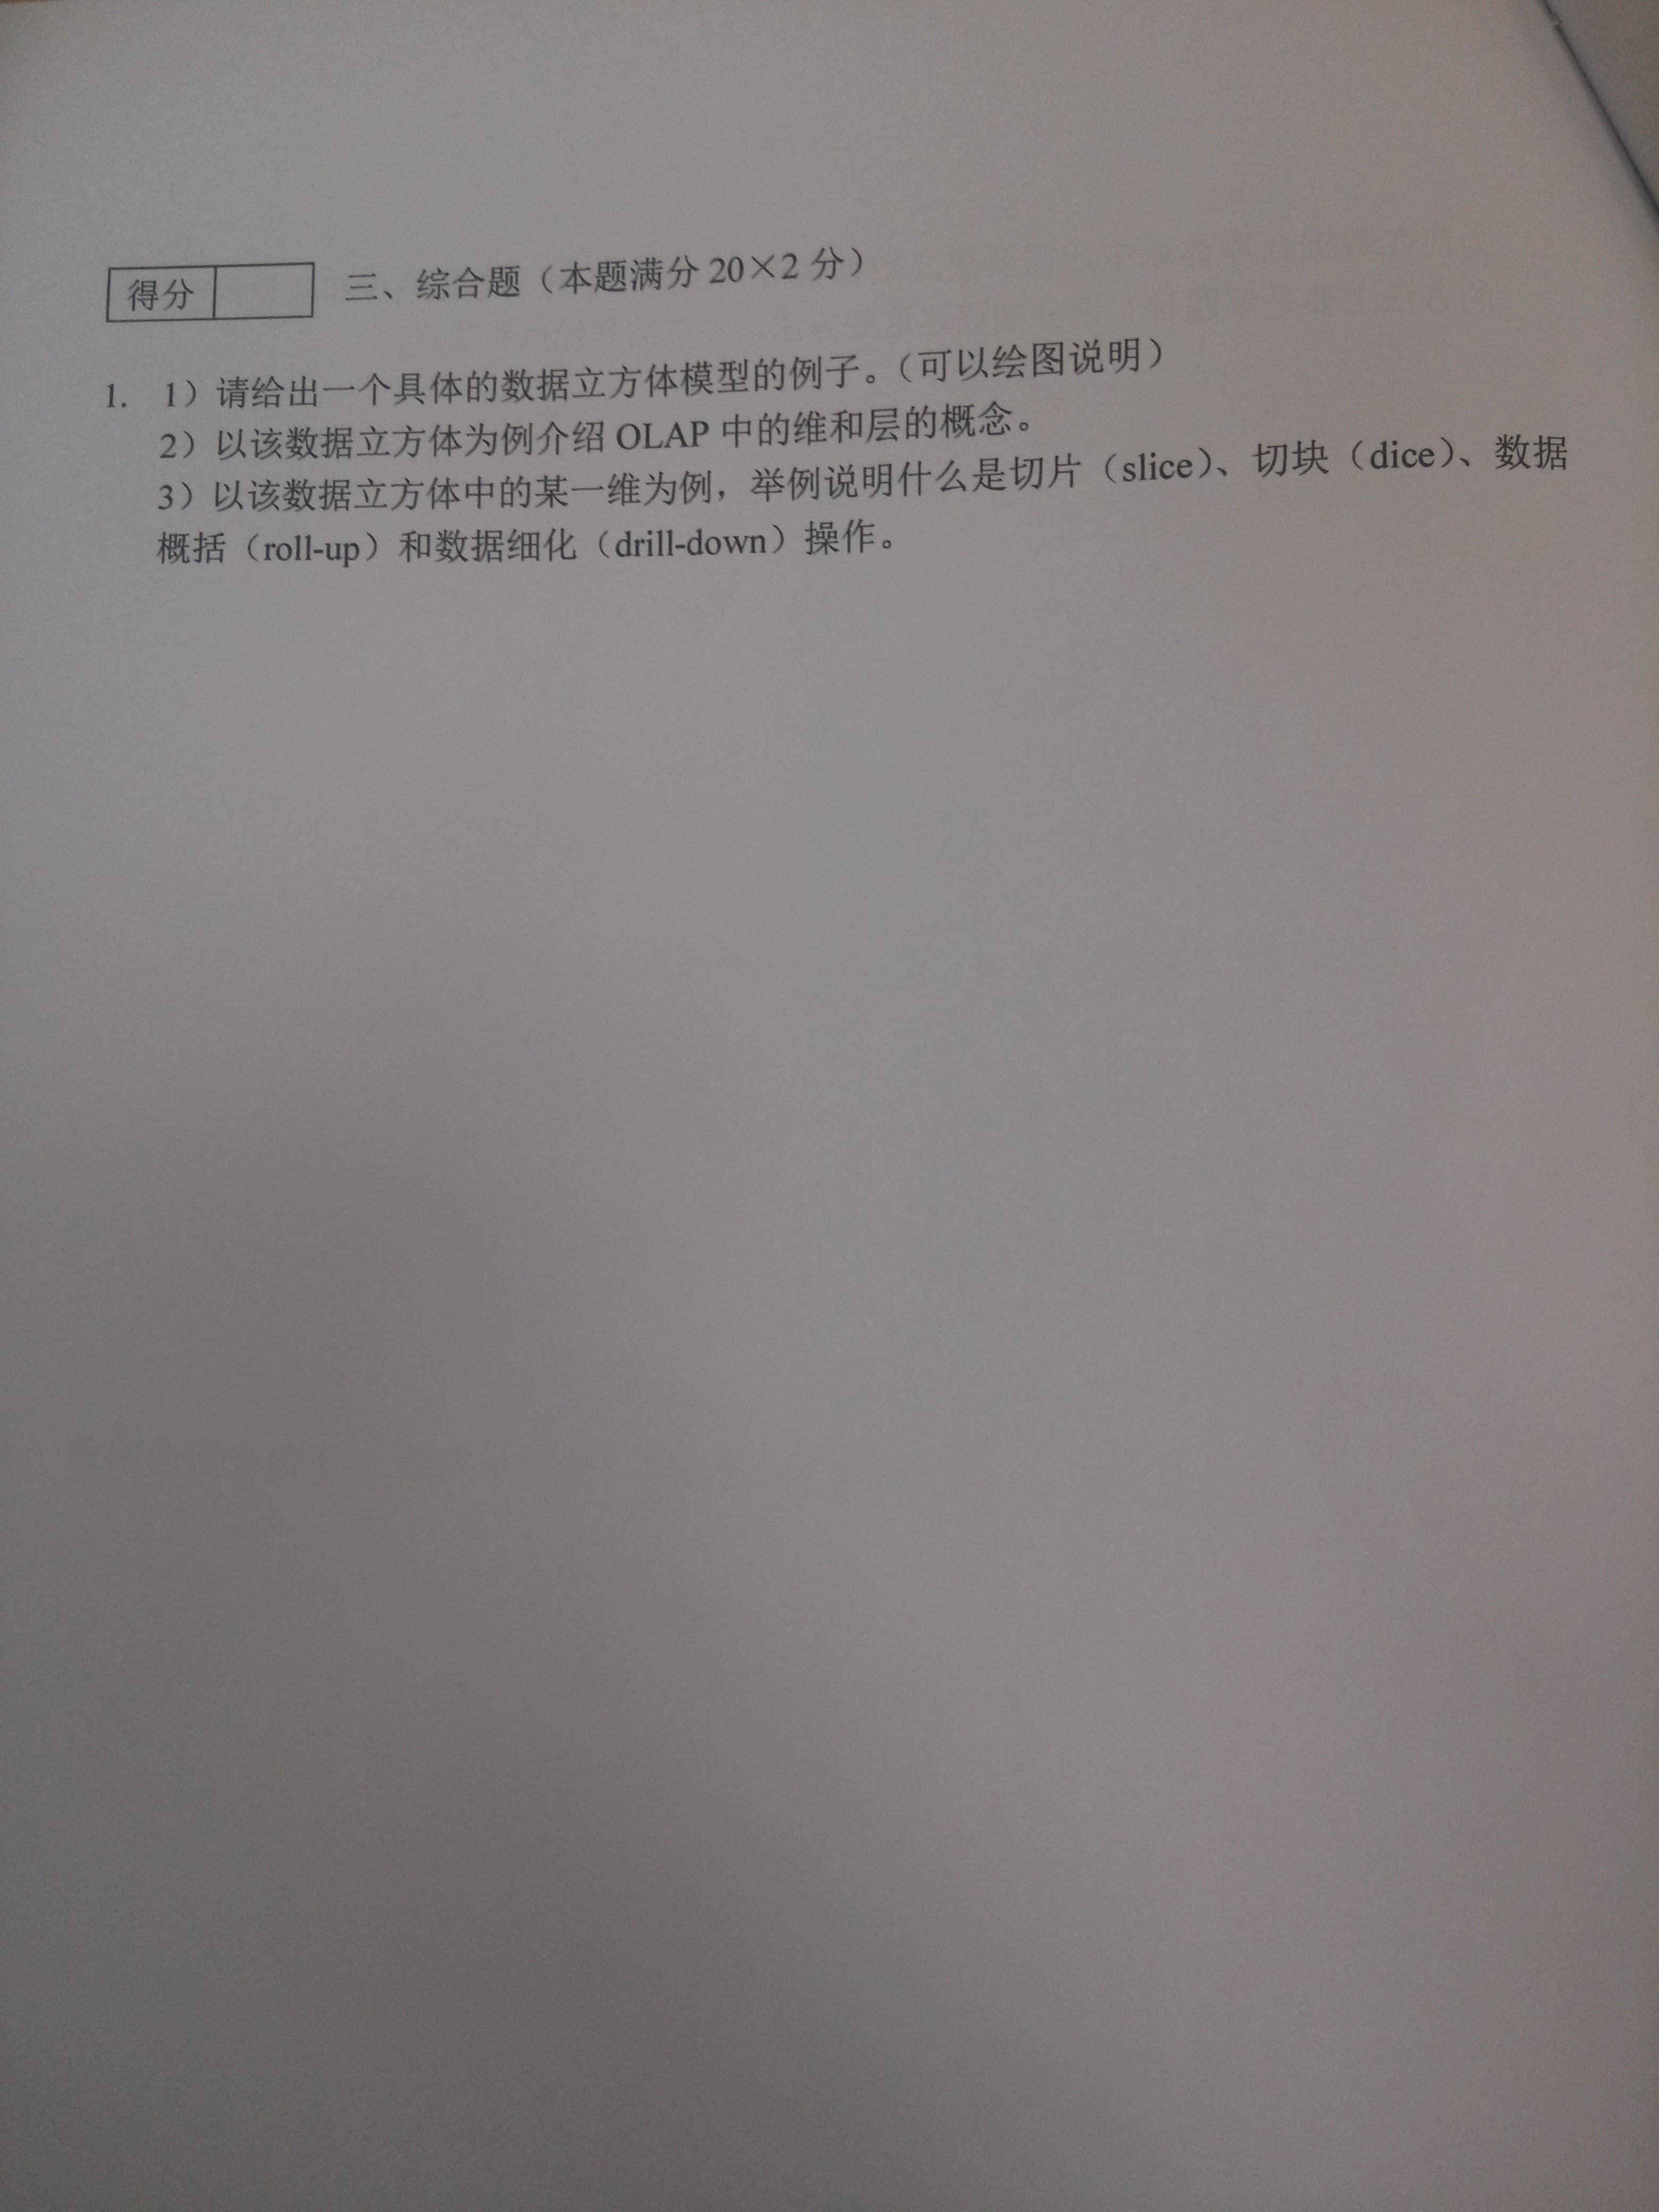 得分 三、综合题（本题满分 20×2 分）
1. 1）请给出一个具体的数据立方体模型的例子。（可以绘图说明）
2）以该数据立方体为例介绍 OLAP 中的维和层的概念。
3）以该数据立方体中的某一维为例，举例说明什么是切片（slice）、切块（dice）、数据
概括（roll-up）和数据细化（drill-down）操作。